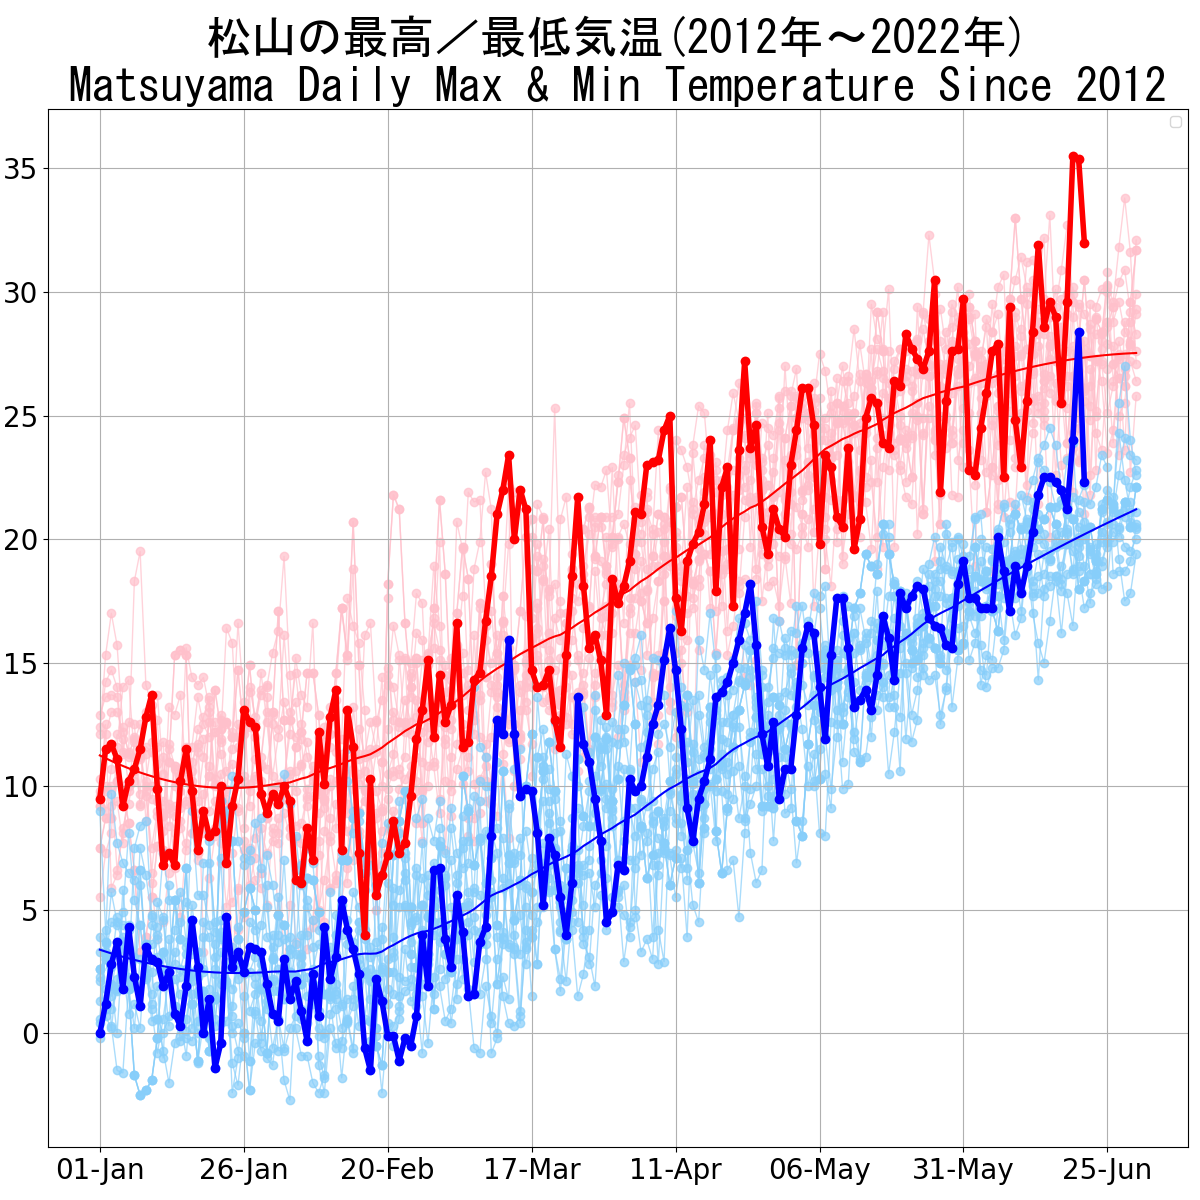 松山の最高／最低気温(2012年～2022年)
Matsuyama Daily Max & Min Temperature Since 2012
35
30
25
20
15
10
5
0
01-Jan 26-Jan 20-Feb 17-Mar 11-Apr 06-May 31-May 25-Jun